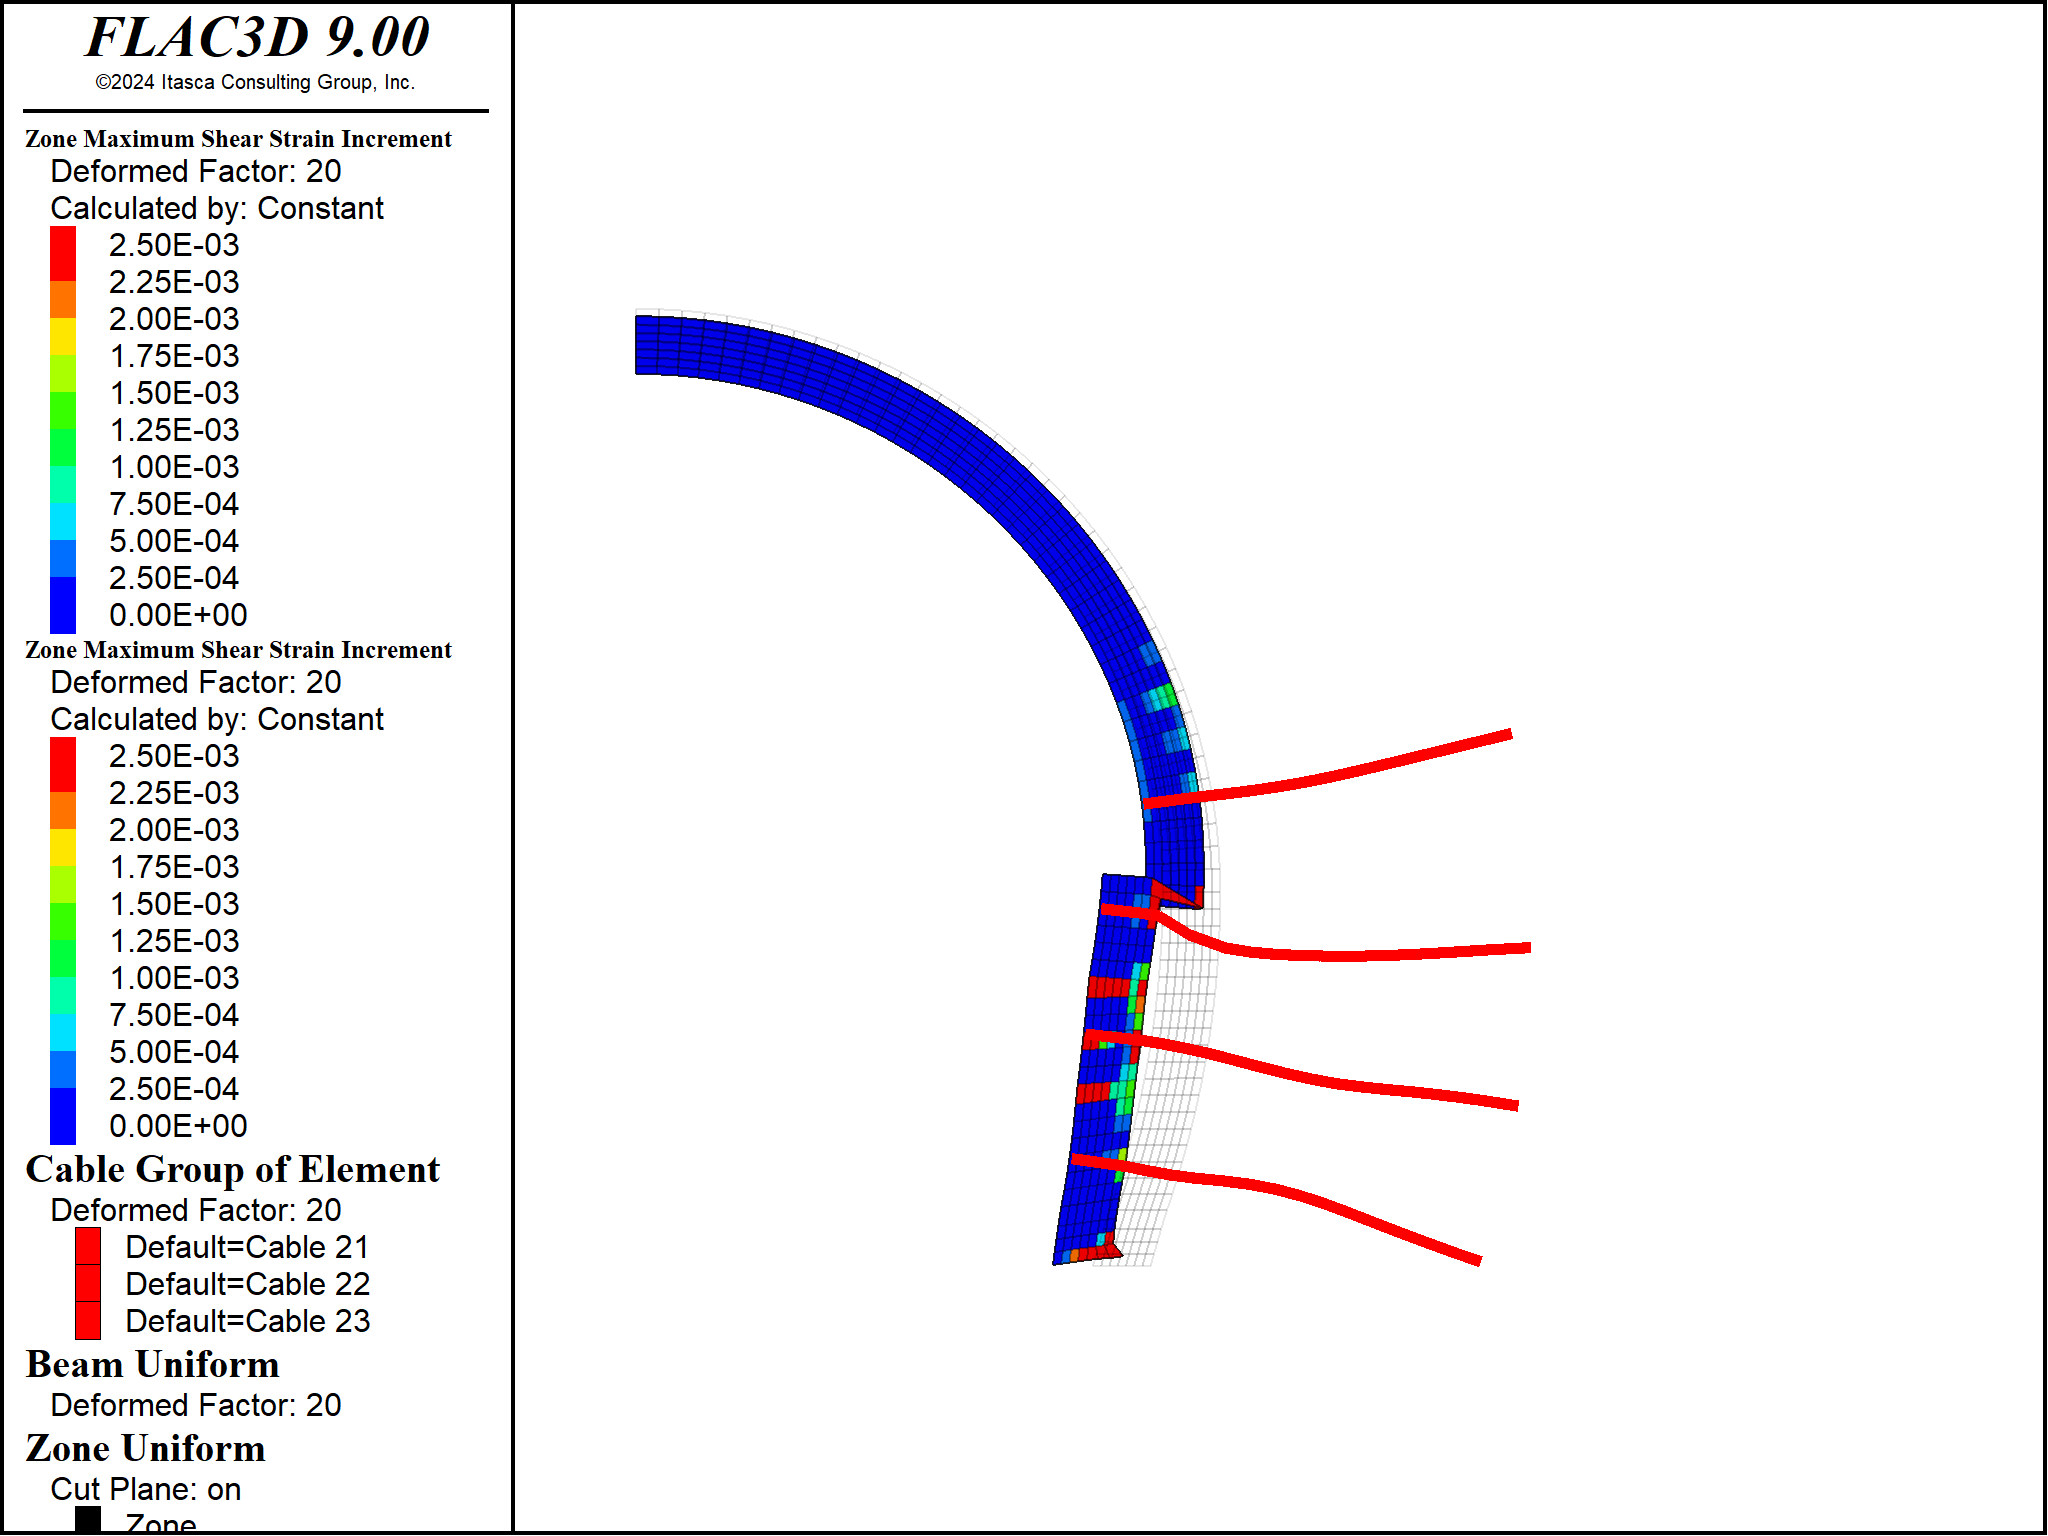 FLAC3D 9.00
©2024 Itasca Consulting Group, Inc.
Zone Maximum Shear Strain Increment
Deformed Factor: 20
Calculated by: Constant
2.50E-03
2.25E-03
2.00E-03
1.75E-03
1.50E-03
1.25E-03
1.00E-03
7.50E-04
5.00E-04
2.50E-04
0.00E+00
Zone Maximum Shear Strain Increment
Deformed Factor: 20
Calculated by: Constant
2.50E-03
2.25E-03
2.00E-03
1.75E-03
1.50E-03
1.25E-03
1.00E-03
7.50E-04
5.00E-04
2.50E-04
0.00E+00
Cable Group of Element
Deformed Factor: 20
Default=Cable 21
Default=Cable 22
Default=Cable 23
Beam Uniform
Deformed Factor: 20
Zone Uniform
Cut Plane: on
Zone